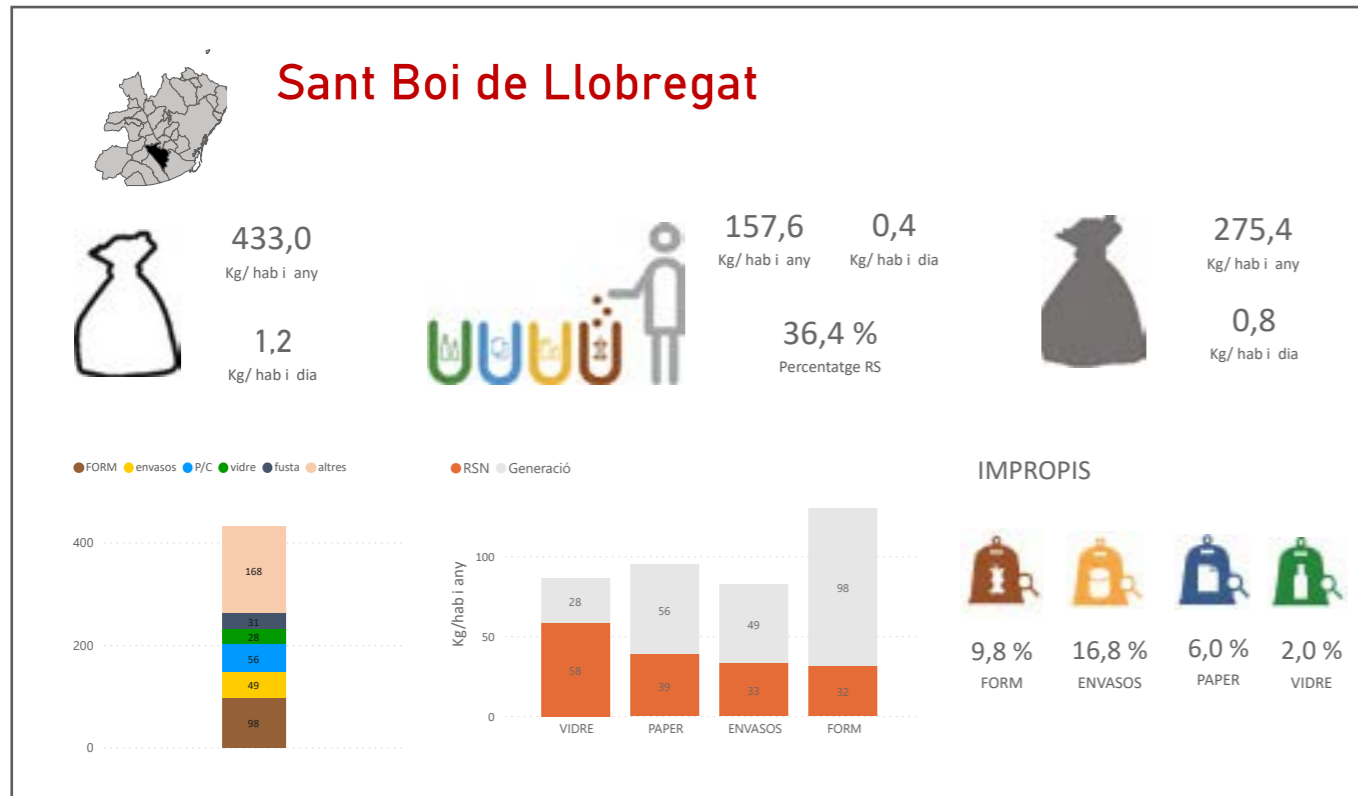 Sant Boi de Llobregat
433,0
Kg/ hab i any
1,2
Kg/ hab i dia
157,6
Kg/ hab i any
0,4
Kg/ hab i dia
36,4 %
Percentatge RS
275,4
Kg/ hab i any
0,8
Kg/ hab i dia
FORM envasos P/C vidre fusta altres
400
200
0
168
31
28
56
49
98
RSN Generació
Kg/hab i any
100
50
0
28
58
56
39
49
33
98
32
VIDRE PAPER ENVASOS FORM
IMPROPIS
9,8 % 16,8 % 6,0 % 2,0 %
FORM ENVASOS PAPER VIDRE